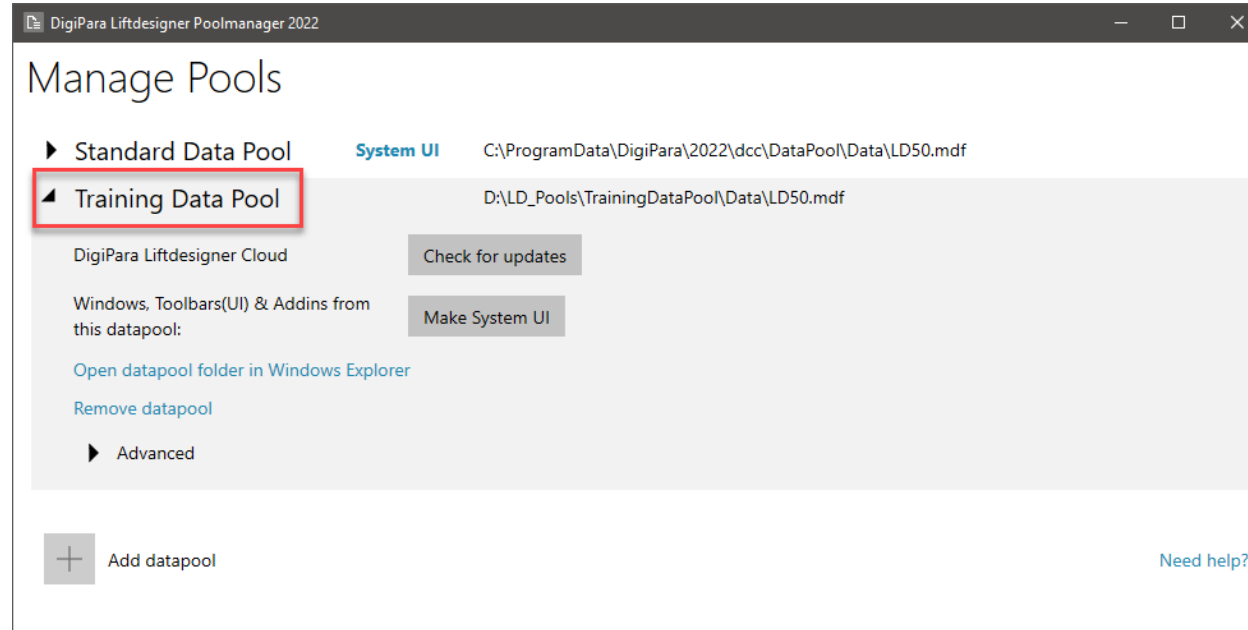 DigiPara Liftdesigner Poolmanager 2022
Manage Pools
Standard Data Pool System UI C:\ProgramData\DigiPara\2022\dcc\DataPool\Data\LD50.mdf
Training Data Pool D:\LD_Pools\TrainingDataPool\Data\LD50.mdf
DigiPara Liftdesigner Cloud Check for updates
Windows, Toolbars(UI) & Addins from
this datapool:
Make System UI
Open datapool folder in Windows Explorer
Remove datapool
Advanced
Add datapool Need help?